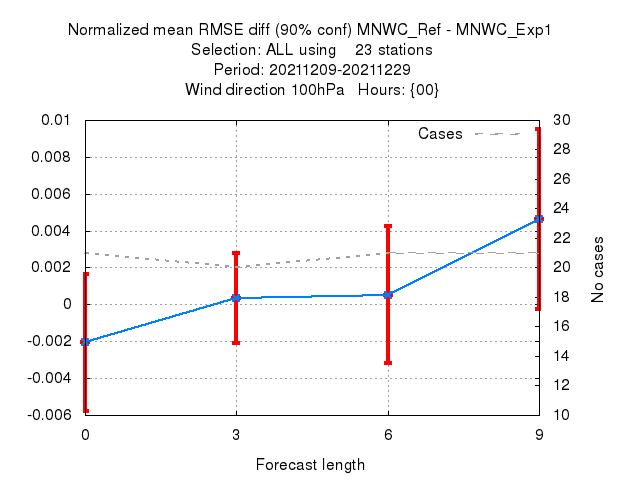 Normalized mean RMSE diff (90% conf) MNWC_Ref - MNWC_Exp1
Selection: ALL using 23 stations
Period: 20211209-20211229
Wind direction 100hPa Hours: {00}
0.01
0.008
0.006
0.004
0.002
0
-0.002
-0.004
-0.006
Cases
30
28
26
24
22
20
18
16
14
12
10
No cases
0 3 6 9
Forecast length